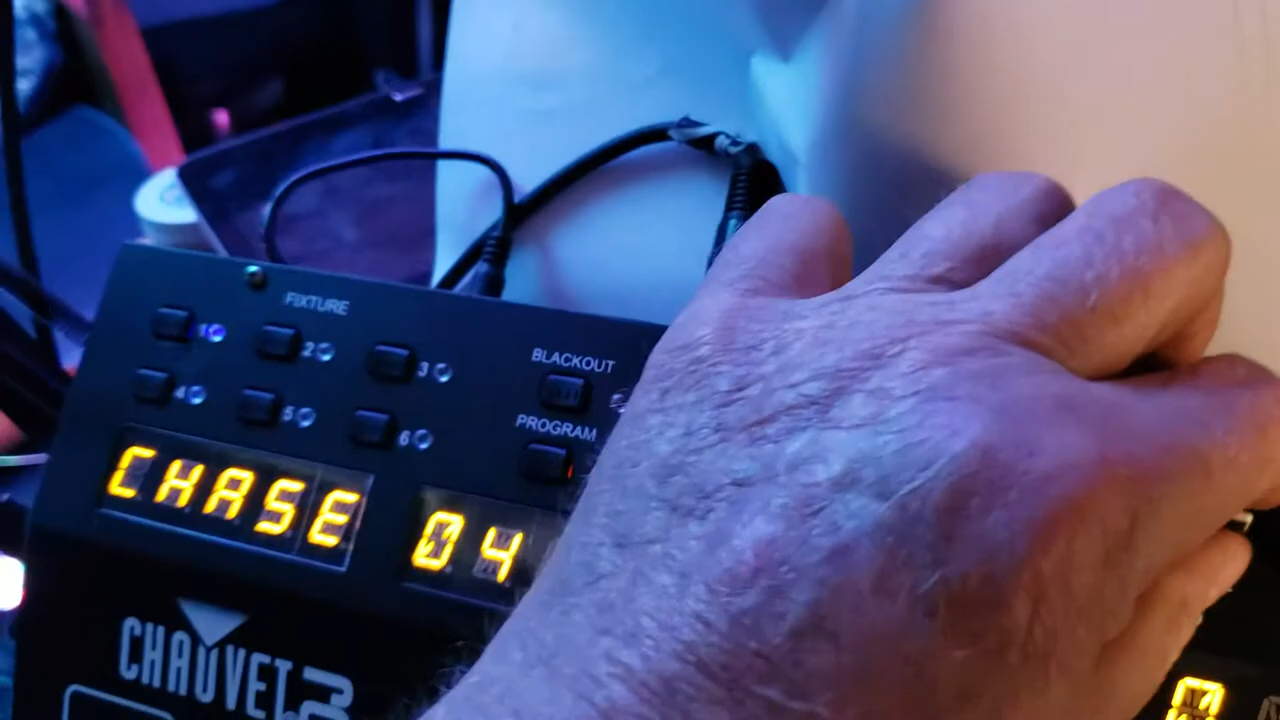 FIXTURE
1 2 3
BLACKOUT
4 5 6
PROGRAM
CHASE 04
CHAUVET